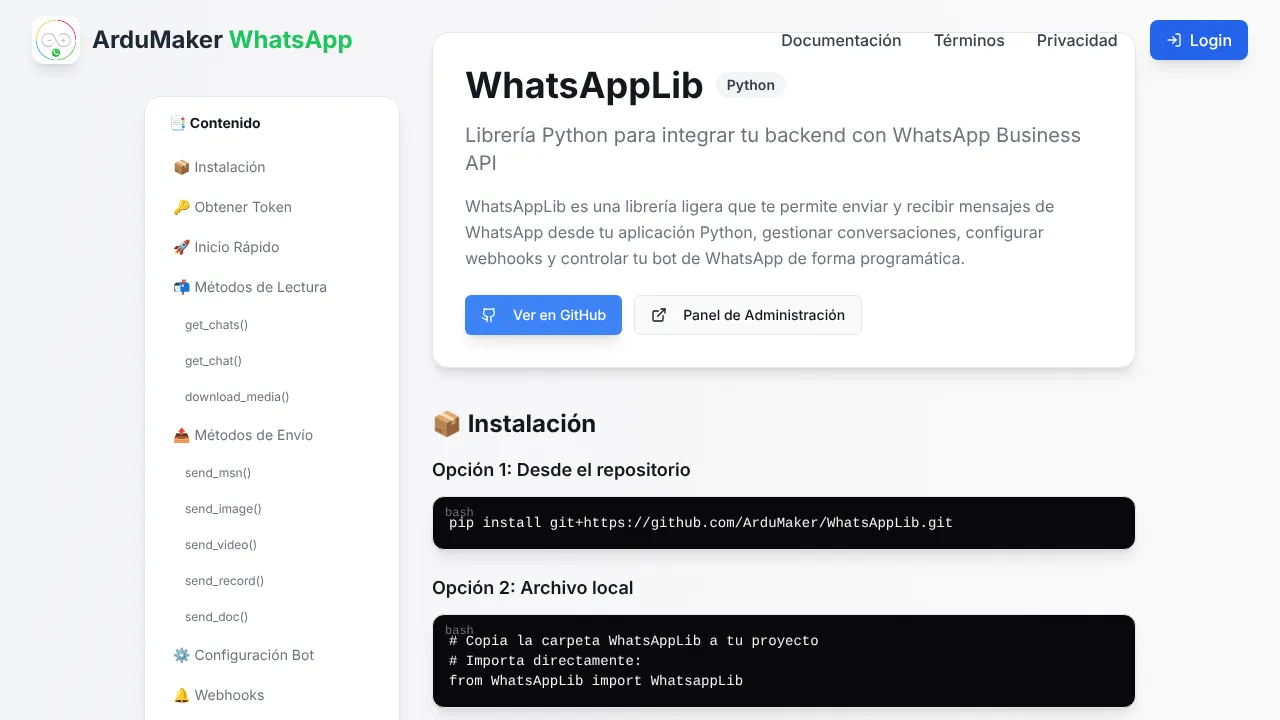 ArduMaker WhatsApp
Documentación
Términos
Privacidad
Login
📑 Contenido
📦 Instalación
🔑 Obtener Token
🚀 Inicio Rápido
📬 Métodos de Lectura
get_chats()
get_chat()
download_media()
📤 Métodos de Envío
send_msn()
send_image()
send_video()
send_record()
send_doc()
⚙️ Configuración Bot
🔔 Webhooks
WhatsAppLib
Python
Librería Python para integrar tu backend con WhatsApp Business
API
WhatsAppLib es una librería ligera que te permite enviar y recibir mensajes de
WhatsApp desde tu aplicación Python, gestionar conversaciones, configurar
webhooks y controlar tu bot de WhatsApp de forma programática.
Ver en GitHub
Panel de Administración
📦 Instalación
Opción 1: Desde el repositorio
bash
pip install git+https://github.com/ArduMaker/WhatsAppLib.git
Opción 2: Archivo local
bash
# Copia la carpeta WhatsAppLib a tu proyecto
# Importa directamente:
from WhatsAppLib import WhatsappLib